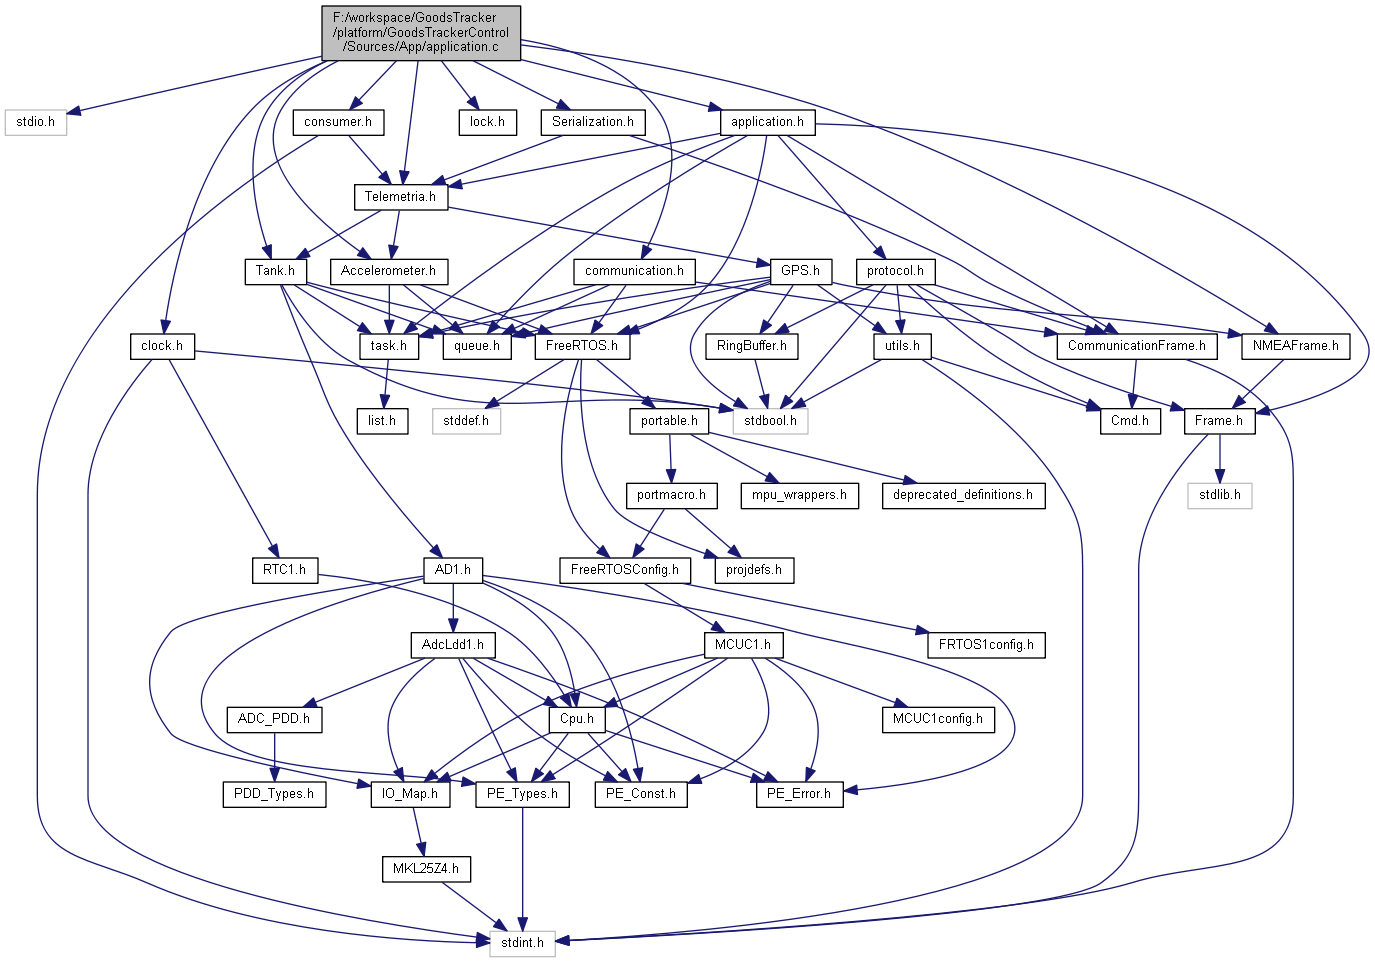 F:/workspace/GoodsTracker
/platform/GoodsTrackerControl
/Sources/App/application.c
stdio.h
consumer.h
lock.h
Serialization.h
application.h
Telemetria.h
Tank.h
Accelerometer.h
communication.h
GPS.h
protocol.h
clock.h
task.h
queue.h
FreeRTOS.h
RingBuffer.h
utils.h
CommunicationFrame.h
NMEAFrame.h
list.h
stddef.h
portable.h
stdbool.h
Cmd.h
Frame.h
portmacro.h
mpu_wrappers.h
deprecated_definitions.h
stdlib.h
RTC1.h
AD1.h
FreeRTOSConfig.h
projdefs.h
AdcLdd1.h
MCUC1.h
FRTOS1config.h
ADC_PDD.h
Cpu.h
MCUC1config.h
PDD_Types.h
IO_Map.h
PE_Types.h
PE_Const.h
PE_Error.h
MKL25Z4.h
stdint.h